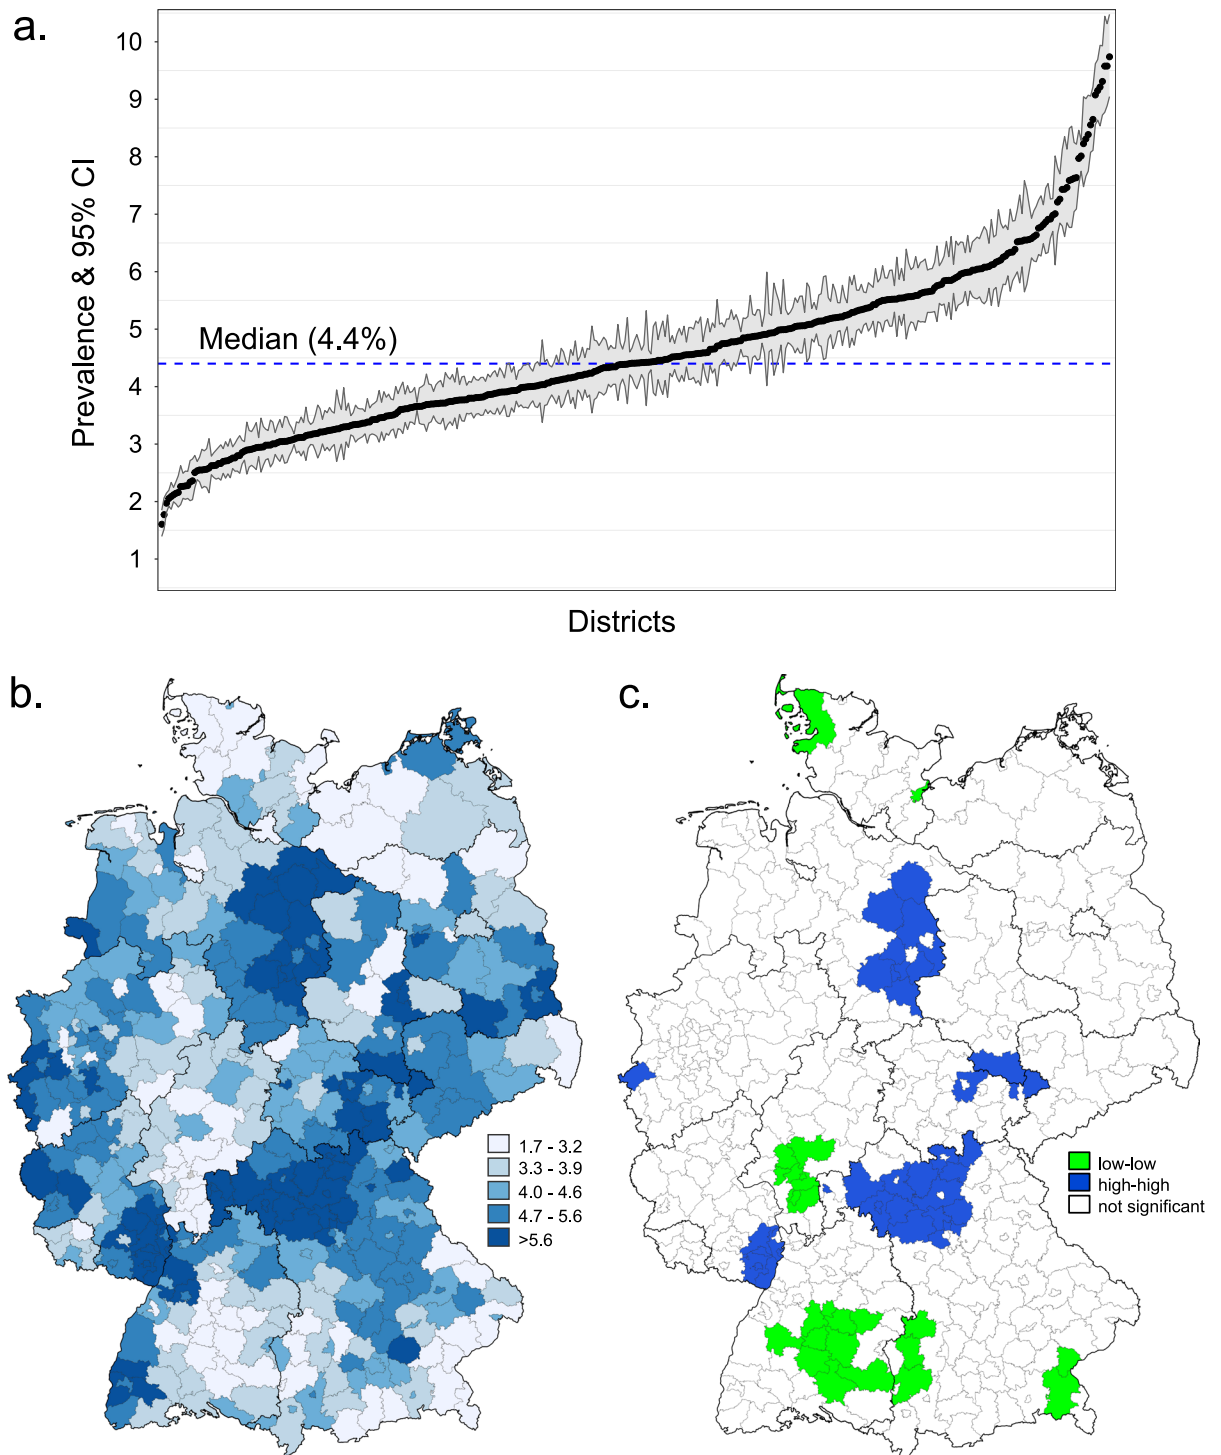 a.
Prevalence & 95% CI
10
9
8
7
6
5
4
3
2
1
Median (4.4%)
Districts
b.
1.7 - 3.2
3.3 - 3.9
4.0 - 4.6
4.7 - 5.6
>5.6
c.
low-low
high-high
not significant